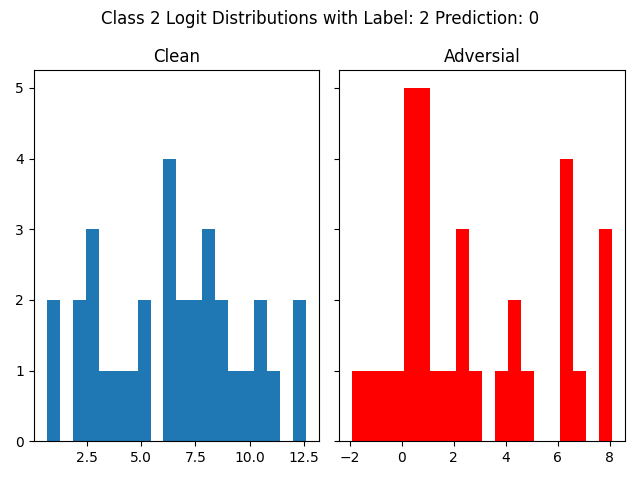 Class 2 Logit Distributions with Label: 2 Prediction: 0
Clean
Adversial
5
4
3
2
1
0
2.5 5.0 7.5 10.0 12.5
−2 0 2 4 6 8